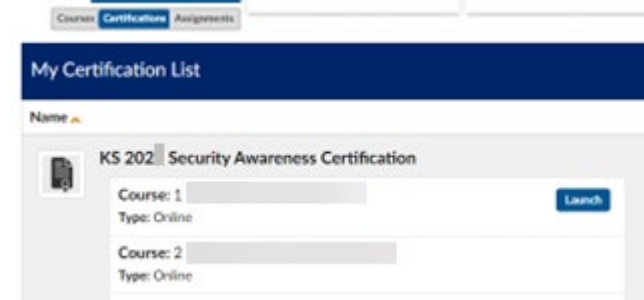 Courses Certifications Assignments
My Certification List
Name
KS 202 Security Awareness Certification
Course: 1
Launch
Type: Online
Course: 2
Type: Online